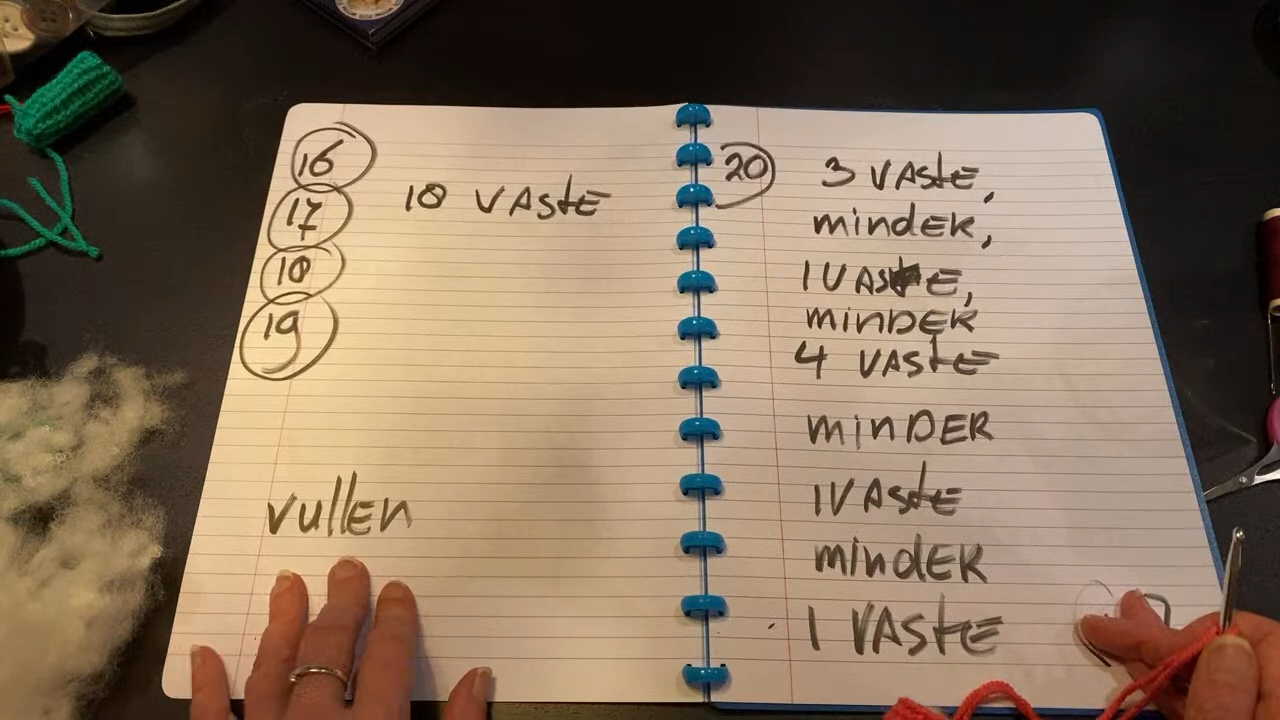 16
17
18
19
18 VASTE
VULLEN
20
3 VASTE,
mindER,
1 VASTE,
minDER
4 VASTE
minDER
1 VASTE
mindER
1 VASTE